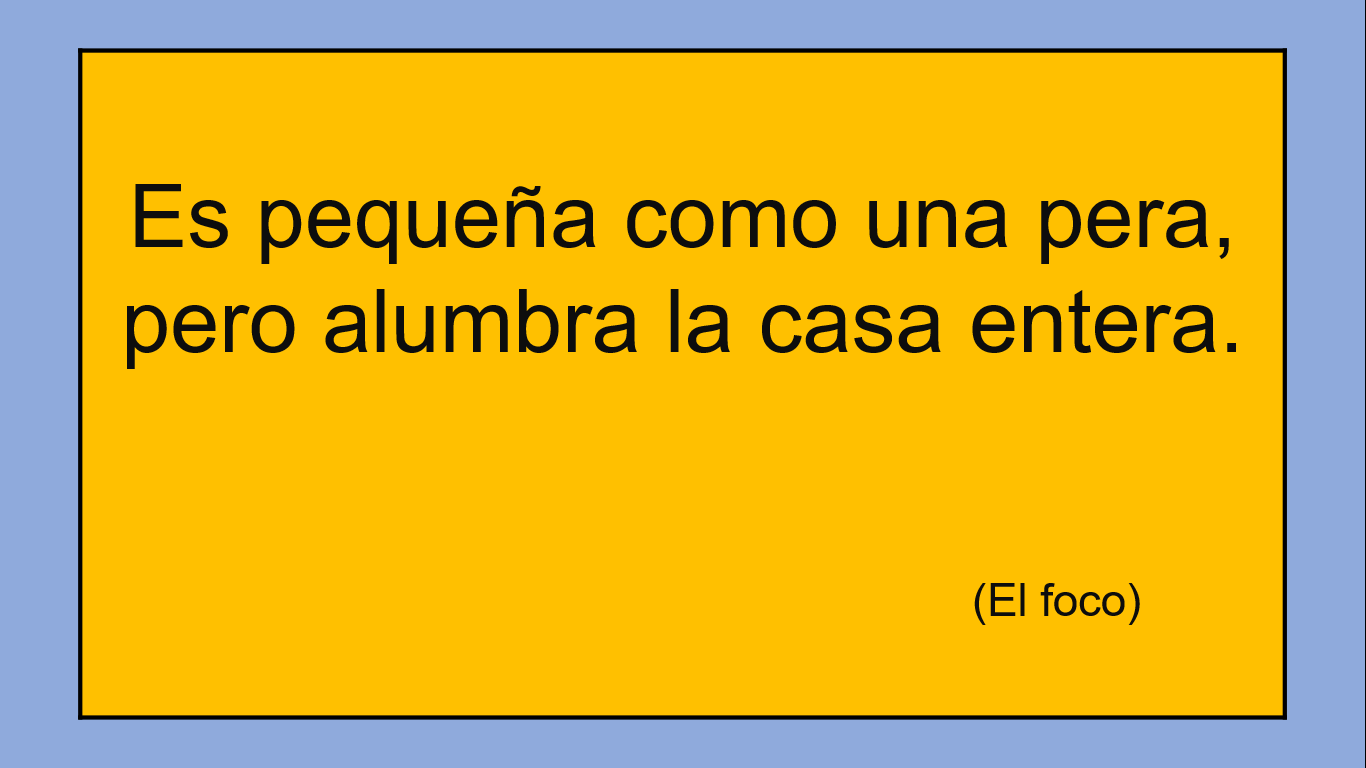 Es pequeña como una pera,
pero alumbra la casa entera.
(El foco)